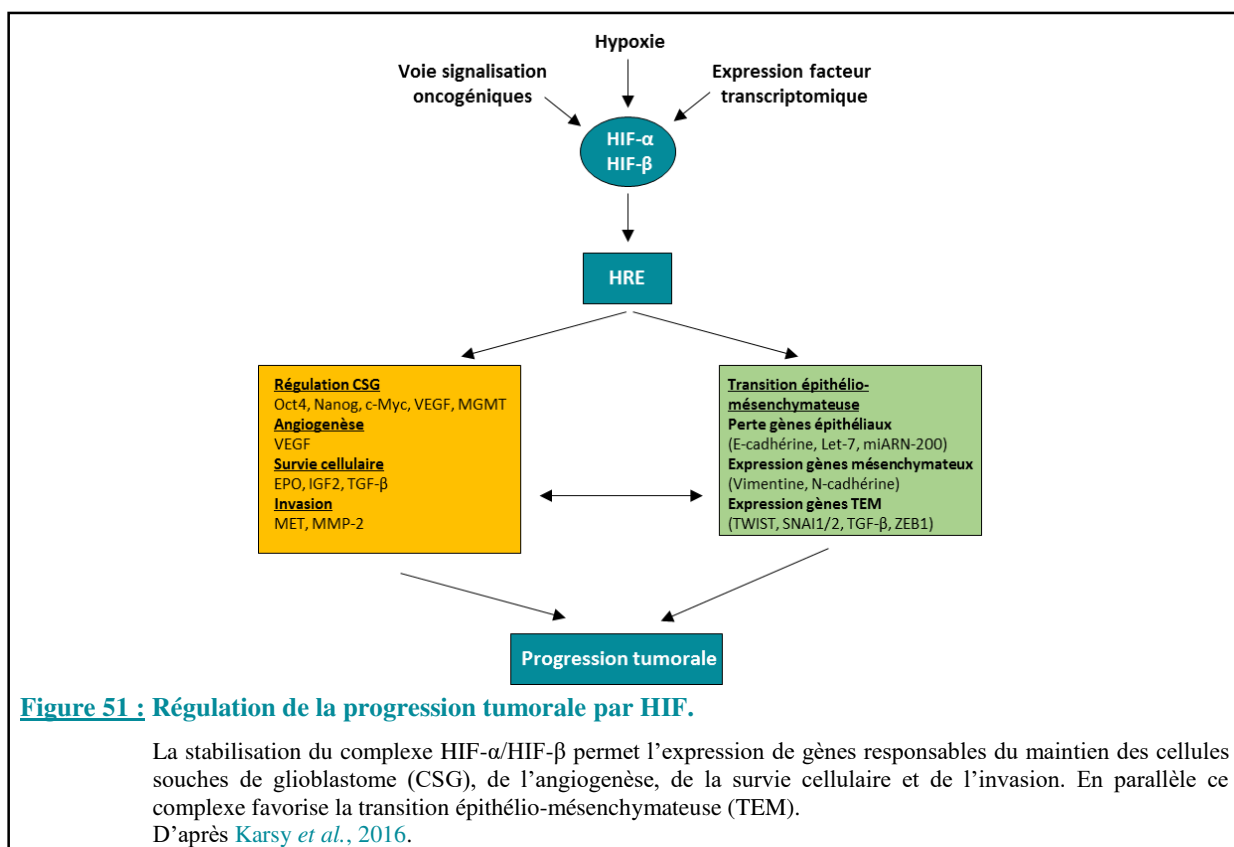 Hypoxie
Voie signalisation
oncogéniques
Expression facteur
transcriptomique
HIF-α
HIF-β
HRE
Régulation CSG
Oct4, Nanog, c-Myc, VEGF, MGMT
Angiogenèse
VEGF
Survie cellulaire
EPO, IGF2, TGF-β
Invasion
MET, MMP-2
Transition épithélio-
mésenchymateuse
Perte gènes épithéliaux
(E-cadhérine, Let-7, miARN-200)
Expression gènes mésenchymateux
(Vimentine, N-cadhérine)
Expression gènes TEM
(TWIST, SNAI1/2, TGF-β, ZEB1)
Progression tumorale
Figure 51 : Régulation de la progression tumorale par HIF.
La stabilisation du complexe HIF-α/HIF-β permet l’expression de gènes responsables du maintien des cellules
souches de glioblastome (CSG), de l’angiogenèse, de la survie cellulaire et de l’invasion. En parallèle ce
complexe favorise la transition épithélio-mésenchymateuse (TEM).
D’après Karsy et al., 2016.